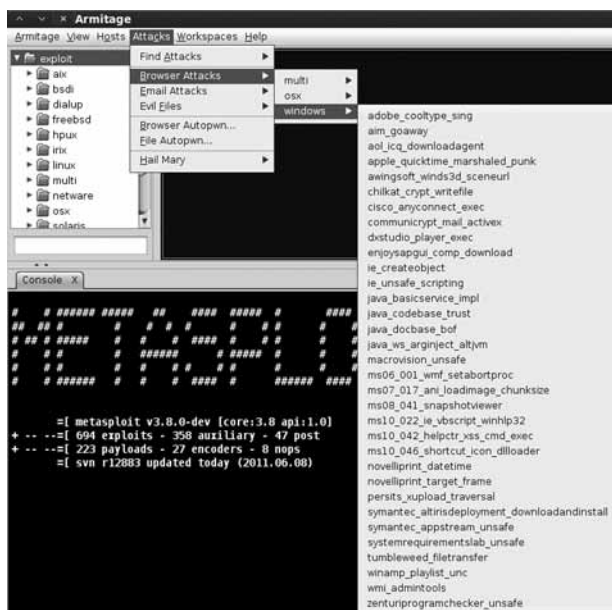 Armitage
Armitage View Hosts Attacks Workspaces Help
exploit
aix
bsdi
dialup
freebsd
hpux
irix
linux
multi
netware
osx
solaris
Find Attacks
Browser Attacks
Email Attacks
Evil Files
Browser Autopwn...
File Autopwn...
Hail Mary
multi
osx
windows
adobe_cooltype_sing
aim_goaway
aol_icq_downloadagent
apple_quicktime_marshaled_punk
awingsoft_winds3d_sceneurl
chilkat_crypt_writefile
cisco_anyconnect_exec
communicrypt_mail_activex
dxstudio_player_exec
enjoysapgui_comp_download
ie_createobject
ie_unsafe_scripting
java_basicservice_impl
java_codebase_trust
java_docbase_bof
java_ws_arginject_altjvm
macrovision_unsafe
ms06_001_wmf_setabortproc
ms07_017_ani_loadimage_chunksize
ms08_041_snapshotviewer
ms10_022_ie_vbscript_winhlp32
ms10_042_helpctr_xss_cmd_exec
ms10_046_shortcut_icon_dllloader
novelliprint_datetime
novelliprint_target_frame
persits_xupload_traversal
symantec_altirisdeployment_downloadandinstall
symantec_appstream_unsafe
systemrequirementslab_unsafe
tumbleweed_filetransfer
winamp_playlist_unc
wmi_admintools
zenturiprogramchecker_unsafe
Console X
METASPLO
=[ metasploit v3.8.0-dev [core:3.8 api:1.0]
+ -- --=[ 694 exploits - 358 auxiliary - 47 post
+ -- --=[ 223 payloads - 27 encoders - 8 nops
=[ svn r12883 updated today (2011.06.08)